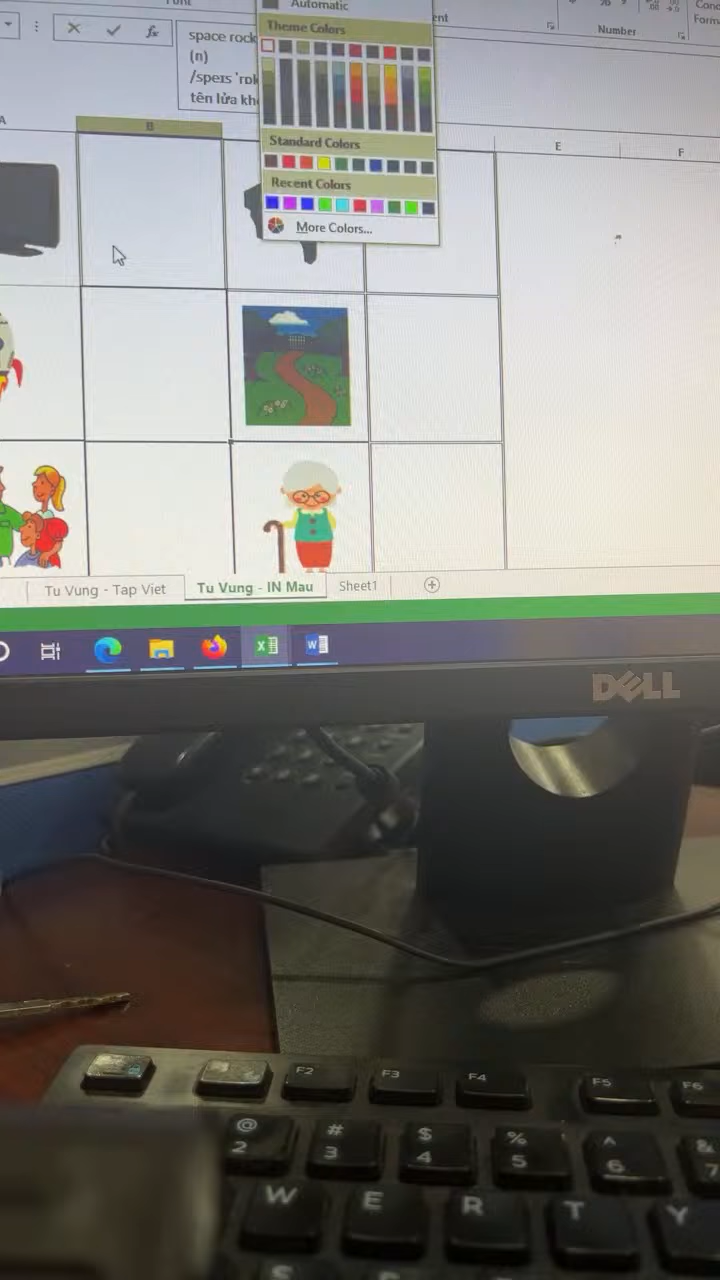 Automatic
Theme Colors
Number
space rock
(n)
/speɪs ˈrɒk
tên lửa kh
Standard Colors
Recent Colors
More Colors...
B
E
F
Tu Vung - Tap Viet
Tu Vung - IN Mau
Sheet1
DELL
F2
F3
F4
F5
F6
@
2
#
3
$
4
%
5
^
6
&
7
W
E
R
T
Y